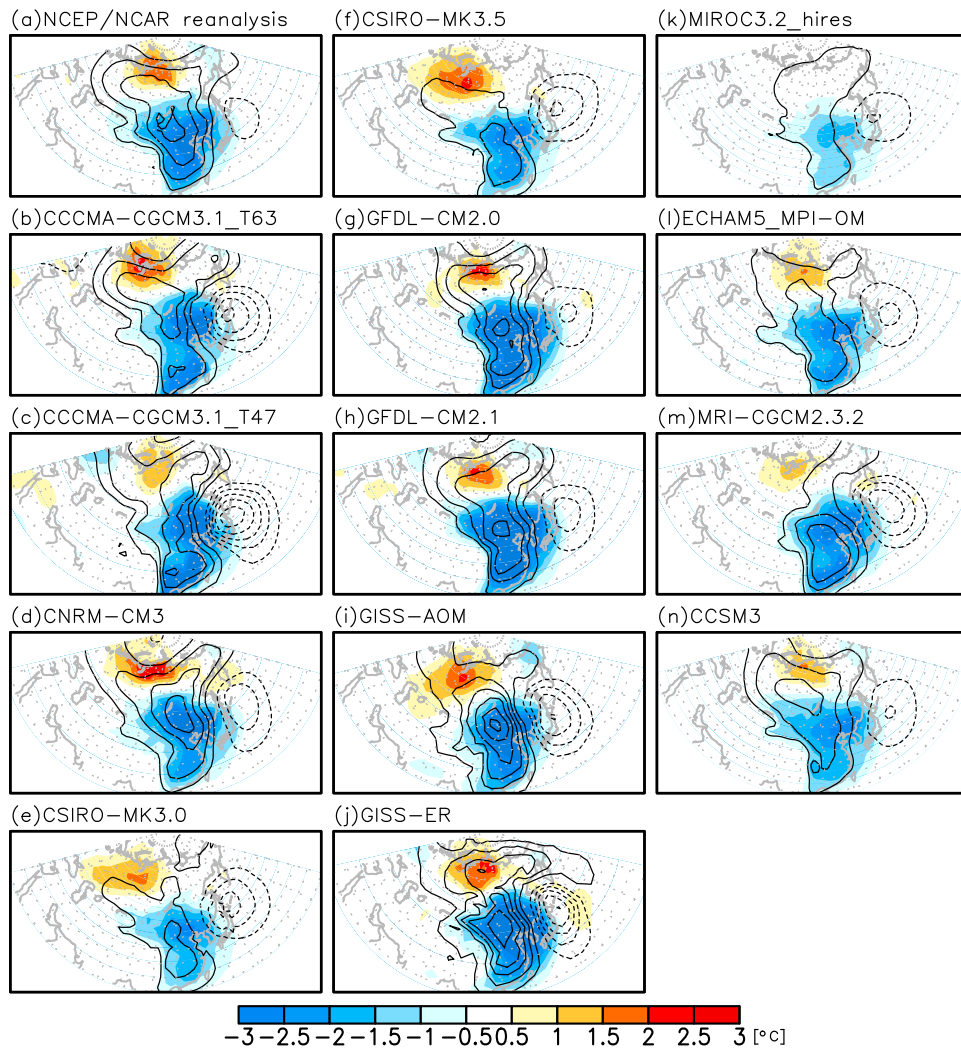 (a)NCEP/NCAR reanalysis
(f)CSIRO-MK3.5
(k)MIROC3.2_hires
(b)CCCMA-CGCM3.1_T63
(g)GFDL-CM2.0
(l)ECHAM5_MPI-OM
(c)CCCMA-CGCM3.1_T47
(h)GFDL-CM2.1
(m)MRI-CGCM2.3.2
(d)CNRM-CM3
(i)GISS-AOM
(n)CCSM3
(e)CSIRO-MK3.0
(j)GISS-ER
-3 -2.5 -2 -1.5 -1 -0.5 0.5 1 1.5 2 2.5 3 [°C]